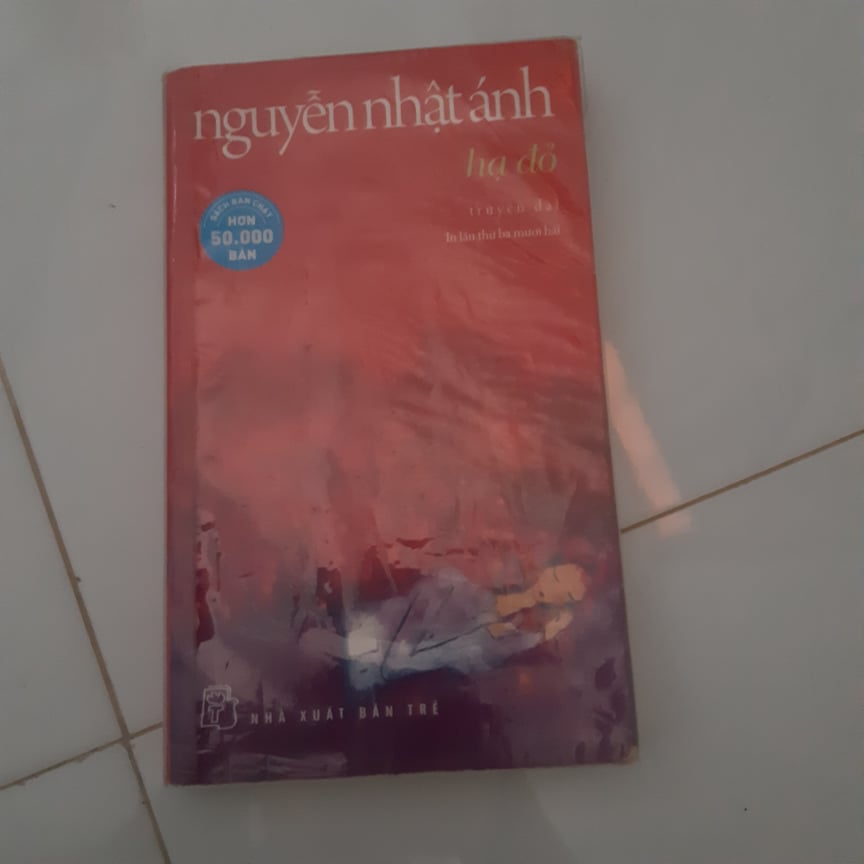 nguyễn nhật ánh
hạ đỏ
truyện dài
In lần thứ ba mươi hai
SÁCH BÁN CHẠY
HƠN
50.000
BẢN
NHÀ XUẤT BẢN TRẺ